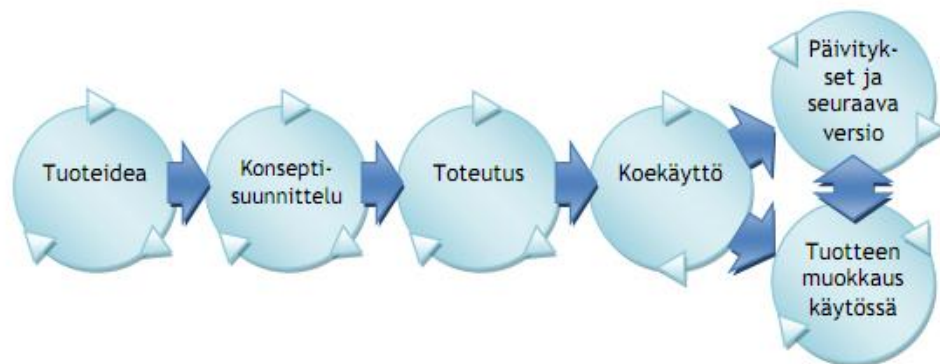 Tuoteidea
Konsepti-
suunnittelu
Toteutus
Koekäyttö
Päivityk-
set ja
seuraava
versio
Tuotteen
muokkaus
käytössä